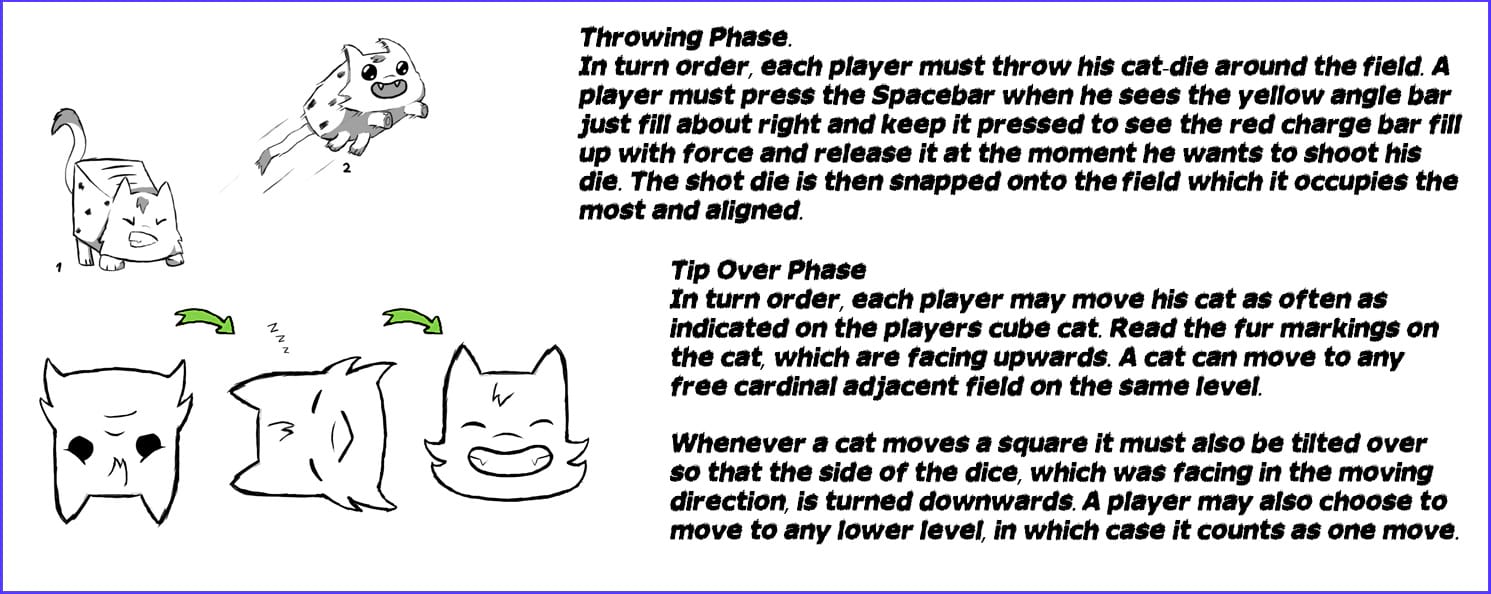 Throwing Phase.
In turn order, each player must throw his cat-die around the field. A
player must press the Spacebar when he sees the yellow angle bar
just fill about right and keep it pressed to see the red charge bar fill
up with force and release it at the moment he wants to shoot his
die. The shot die is then snapped onto the field which it occupies the
most and aligned.
2
1
Tip Over Phase
In turn order, each player may move his cat as often as
indicated on the players cube cat. Read the fur markings on
the cat, which are facing upwards. A cat can move to any
free cardinal adjacent field on the same level.
z z z
Whenever a cat moves a square it must also be tilted over
so that the side of the dice, which was facing in the moving
direction, is turned downwards. A player may also choose to
move to any lower level, in which case it counts as one move.